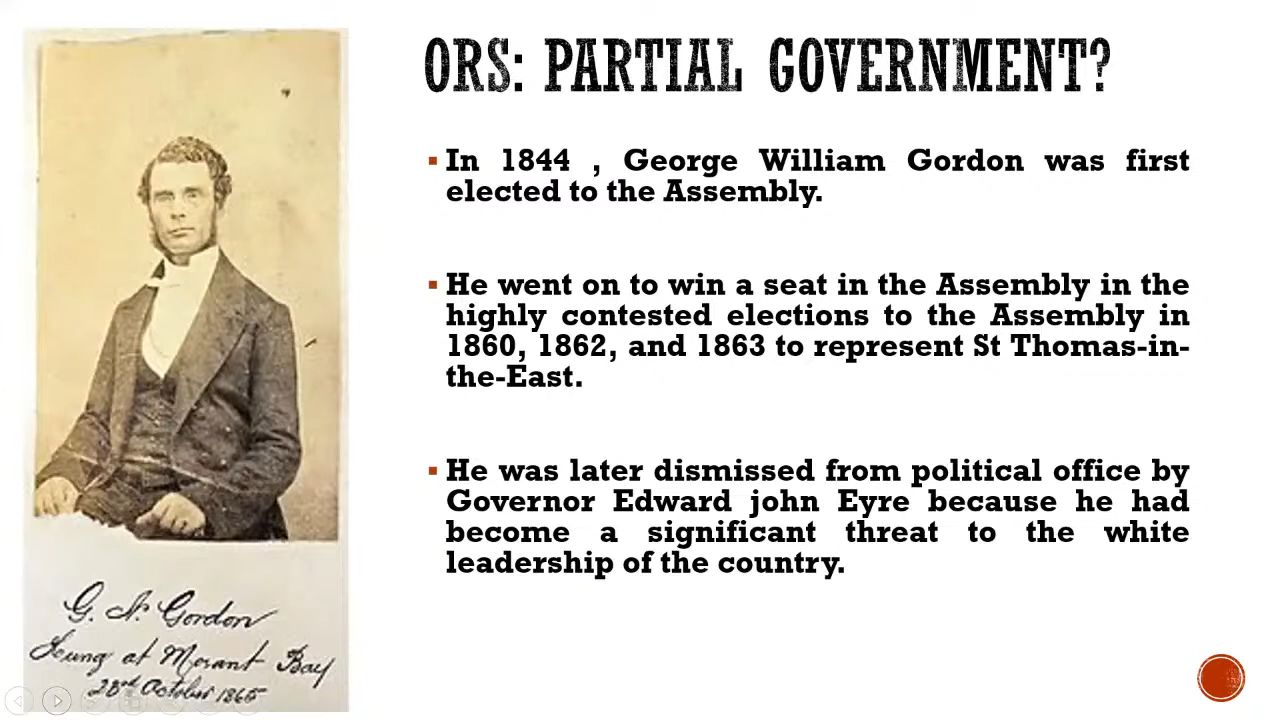 ORS: PARTIAL GOVERNMENT?
In 1844 , George William Gordon was first
elected to the Assembly.
He went on to win a seat in the Assembly in the
highly contested elections to the Assembly in
1860, 1862, and 1863 to represent St Thomas-in-
the-East.
He was later dismissed from political office by
Governor Edward john Eyre because he had
become a significant threat to the white
leadership of the country.
G. W. Gordon
Hung at Morant Bay
23rd October 1865